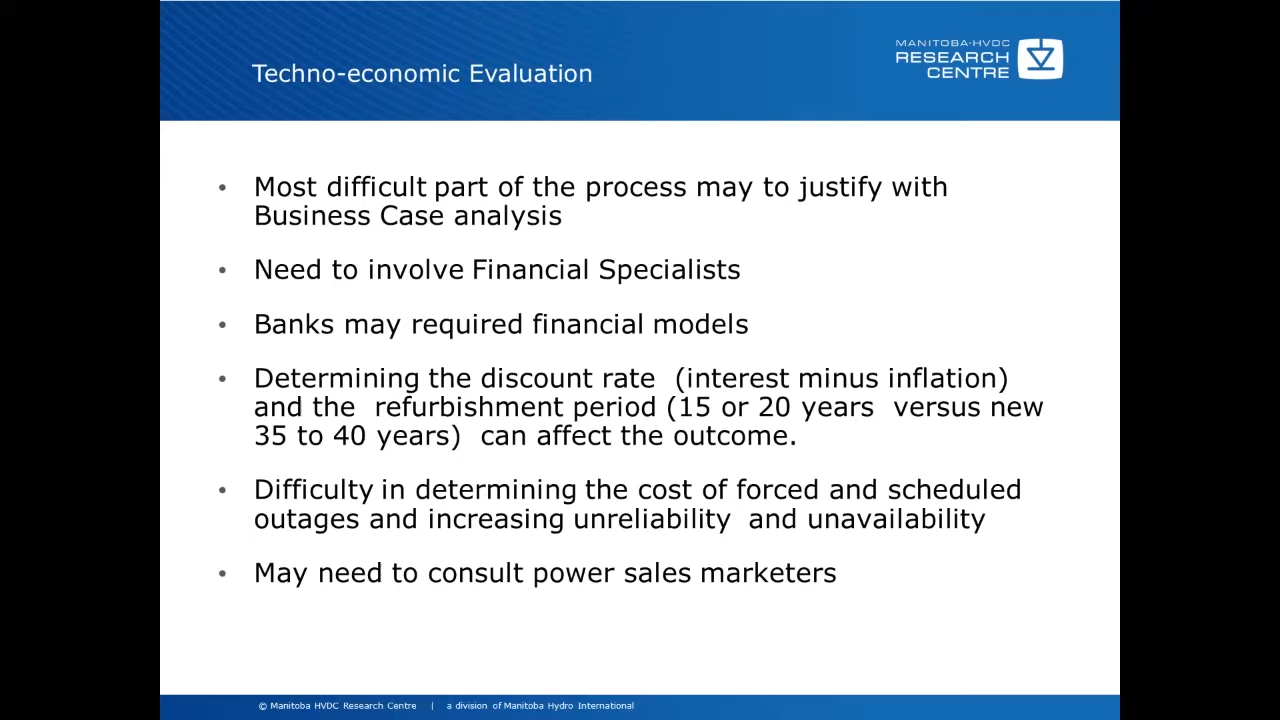 Techno-economic Evaluation
MANITOBA·HVDC
RESEARCH
CENTRE
• Most difficult part of the process may to justify with
Business Case analysis
• Need to involve Financial Specialists
• Banks may required financial models
• Determining the discount rate (interest minus inflation)
and the refurbishment period (15 or 20 years versus new
35 to 40 years) can affect the outcome.
• Difficulty in determining the cost of forced and scheduled
outages and increasing unreliability and unavailability
• May need to consult power sales marketers
© Manitoba HVDC Research Centre | a division of Manitoba Hydro International